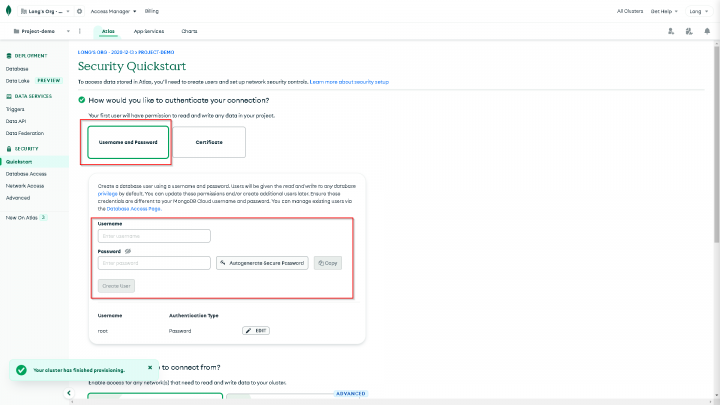 Long's Org - ...
Access Manager
Billing
All Clusters
Get Help
Lang
Project-demo
Atlas
App Services
Charts
DEPLOYMENT
Database
Data Lake
PREVIEW
DATA SERVICES
Triggers
Data API
Data Federation
SECURITY
Quickstart
Database Access
Network Access
Advanced
New On Atlas 3
LONG'S ORG - 2020-12-13 > PROJECT-DEMO
Security Quickstart
To access data stored in Atlas, you'll need to create users and set up network security controls. Learn more about security setup
How would you like to authenticate your connection?
Your first user will have permission to read and write any data in your project.
Username and Password
Certificate
Create a database user using a username and password. Users will be given the read and write to any database
privilege by default. You can update these permissions and/or create additional users later. Ensure these
credentials are different to your MongoDB Cloud username and password. You can manage existing users via
the Database Access Page.
Username
Enter username
Password
Enter password
Autogenerate Secure Password
Copy
Create User
Username
Authentication Type
root
Password
EDIT
Your cluster has finished provisioning.
to connect from?
Enable access for any network(s) that need to read and write data to your cluster.
ADVANCED